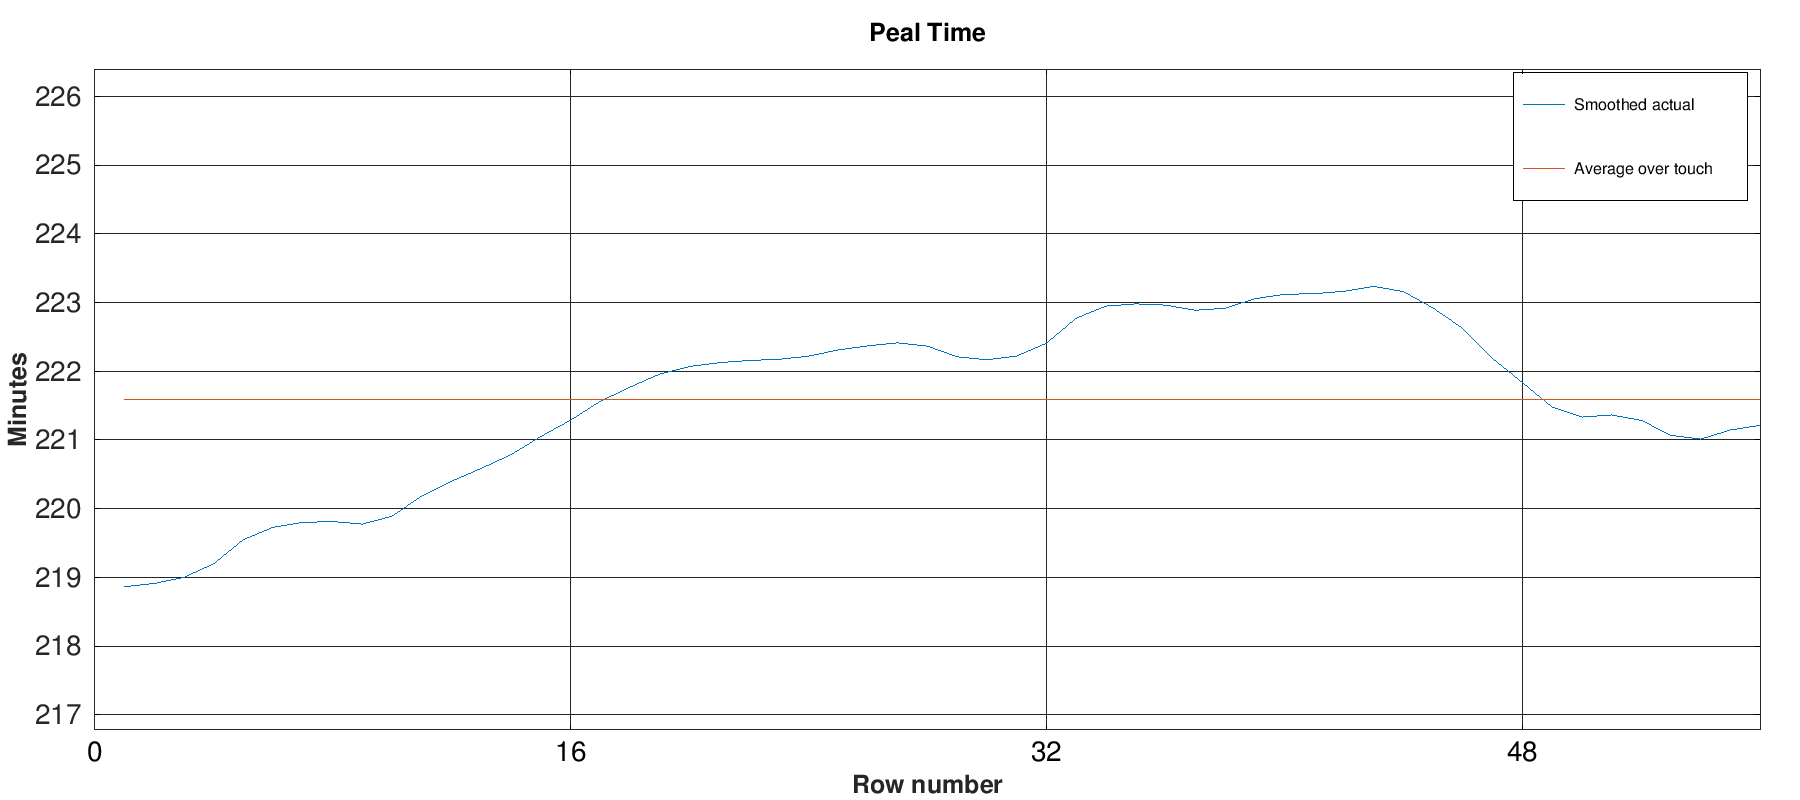 Peal Time
Smoothed actual
Average over touch
226
225
224
223
222
221
220
219
218
217
Minutes
0 16 32 48
Row number